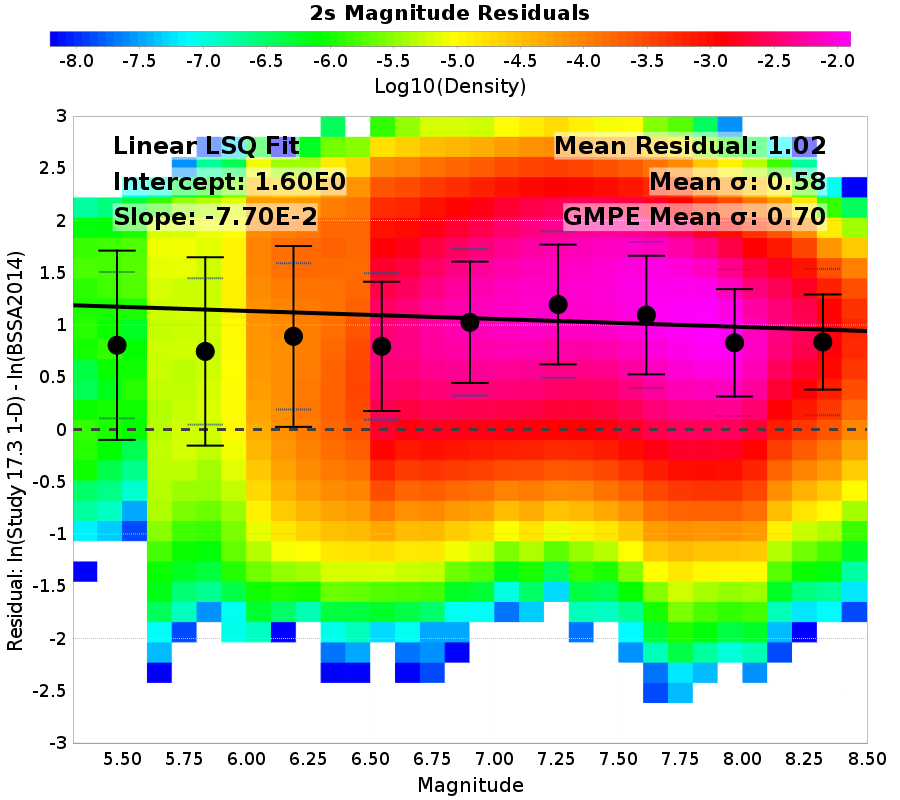 2s Magnitude Residuals
-8.0 -7.5 -7.0 -6.5 -6.0 -5.5 -5.0 -4.5 -4.0 -3.5 -3.0 -2.5 -2.0
Log10(Density)
Linear LSQ Fit
Intercept: 1.60E0
Slope: -7.70E-2
Mean Residual: 1.02
Mean σ: 0.58
GMPE Mean σ: 0.70
Residual: ln(Study 17.3 1-D) - ln(BSSA2014)
3
2.5
2
1.5
1
0.5
0
-0.5
-1
-1.5
-2
-2.5
-3
5.50 5.75 6.00 6.25 6.50 6.75 7.00 7.25 7.50 7.75 8.00 8.25 8.50
Magnitude